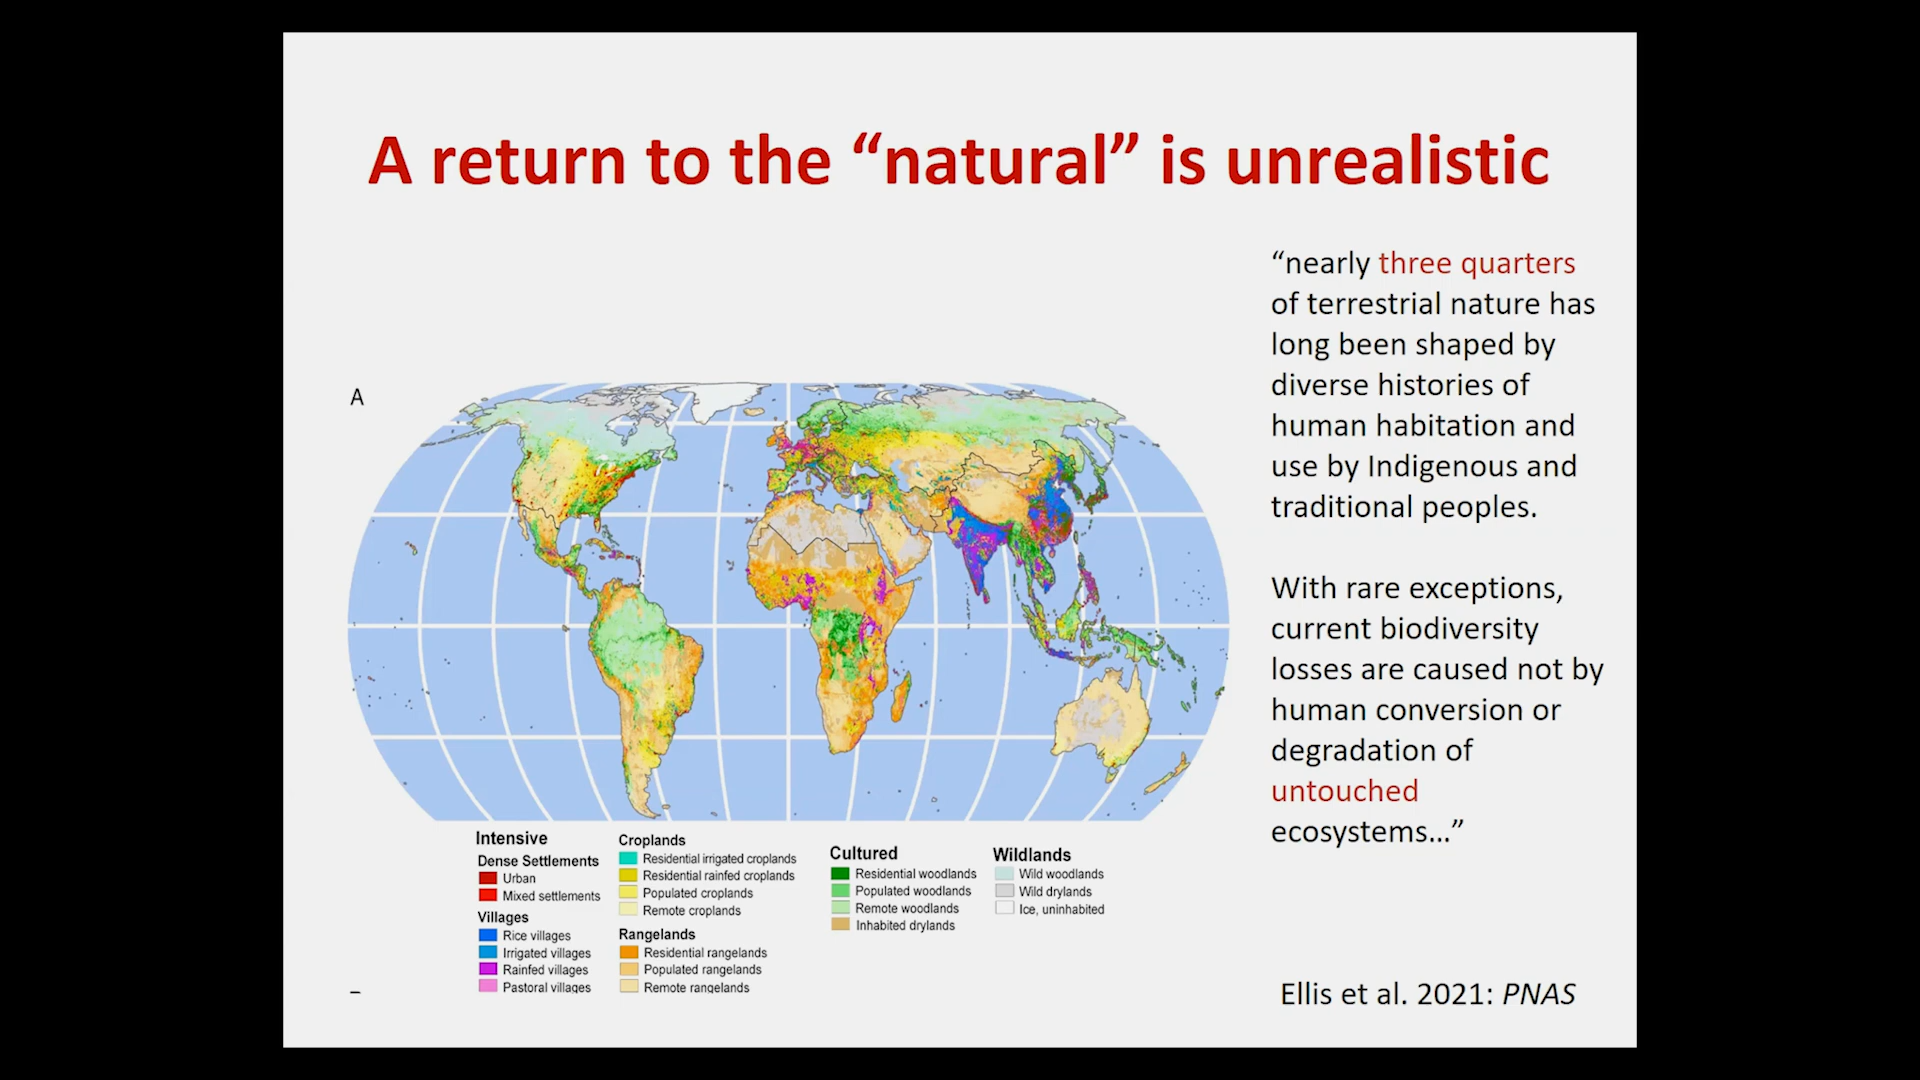 A return to the “natural” is unrealistic
“nearly three quarters
of terrestrial nature has
long been shaped by
diverse histories of
human habitation and
use by Indigenous and
traditional peoples.
With rare exceptions,
current biodiversity
losses are caused not by
human conversion or
degradation of
untouched
ecosystems...”
A
Intensive
Dense Settlements
Urban
Mixed settlements
Villages
Rice villages
Irrigated villages
Rainfed villages
Pastoral villages
Croplands
Residential irrigated croplands
Residential rainfed croplands
Populated croplands
Remote croplands
Rangelands
Residential rangelands
Populated rangelands
Remote rangelands
Cultured
Residential woodlands
Populated woodlands
Remote woodlands
Inhabited drylands
Wildlands
Wild woodlands
Wild drylands
Ice, uninhabited
Ellis et al. 2021: PNAS